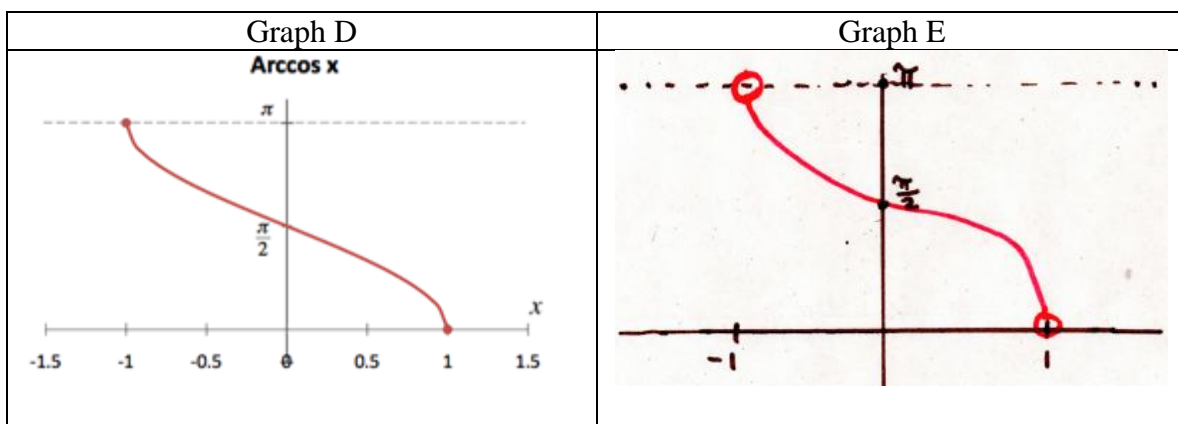 Graph D
Graph E
Arccos x
π
π/2
x
-1.5 -1 -0.5 0 0.5 1 1.5
π
π/2
-1 1